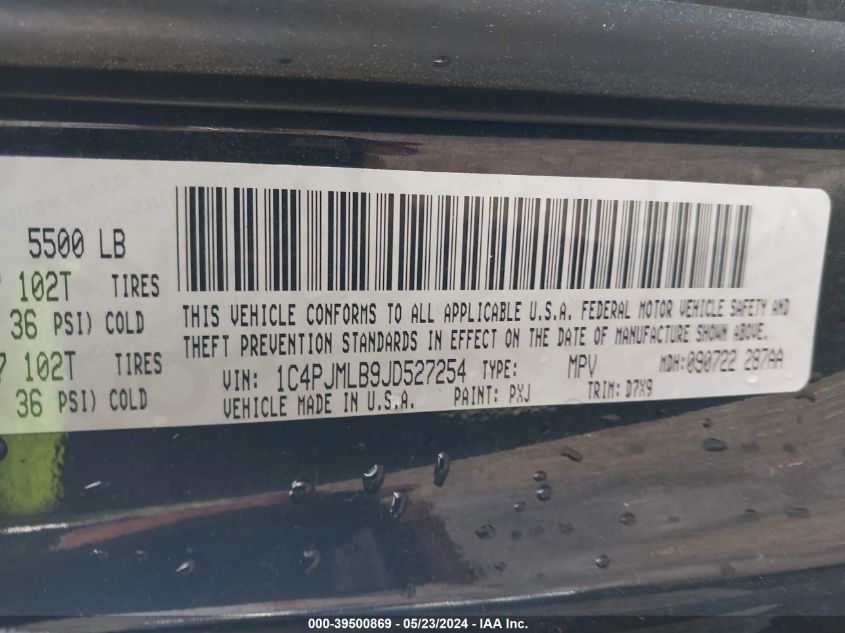 5500 LB
102T TIRES
36 PSI) COLD
102T TIRES
36 PSI) COLD
THIS VEHICLE CONFORMS TO ALL APPLICABLE U.S.A. FEDERAL MOTOR VEHICLE SAFETY AND
THEFT PREVENTION STANDARDS IN EFFECT ON THE DATE OF MANUFACTURE SHOWN ABOVE.
VIN: 1C4PJMLB9JD527254 TYPE: MPV MDH:090722 287AA
VEHICLE MADE IN U.S.A. PAINT: PXJ TRIM: D7X9
000-39500869 - 05/23/2024 - IAA Inc.